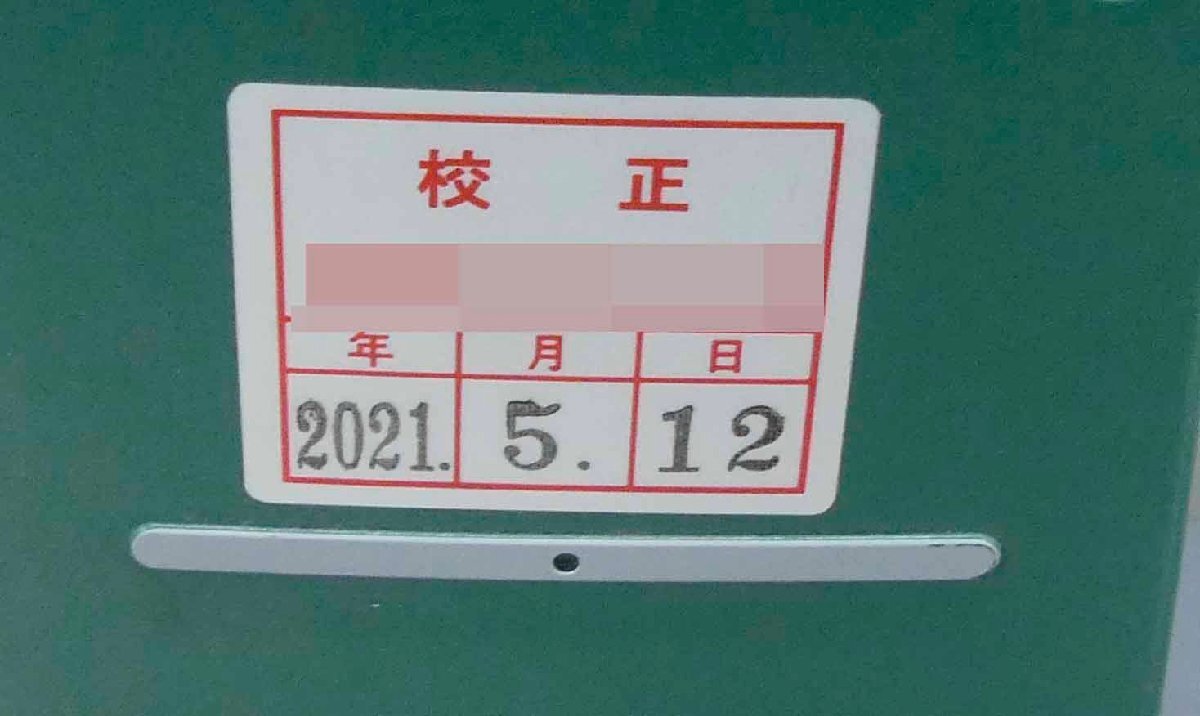 校 正
年 月 日
2021. 5. 12